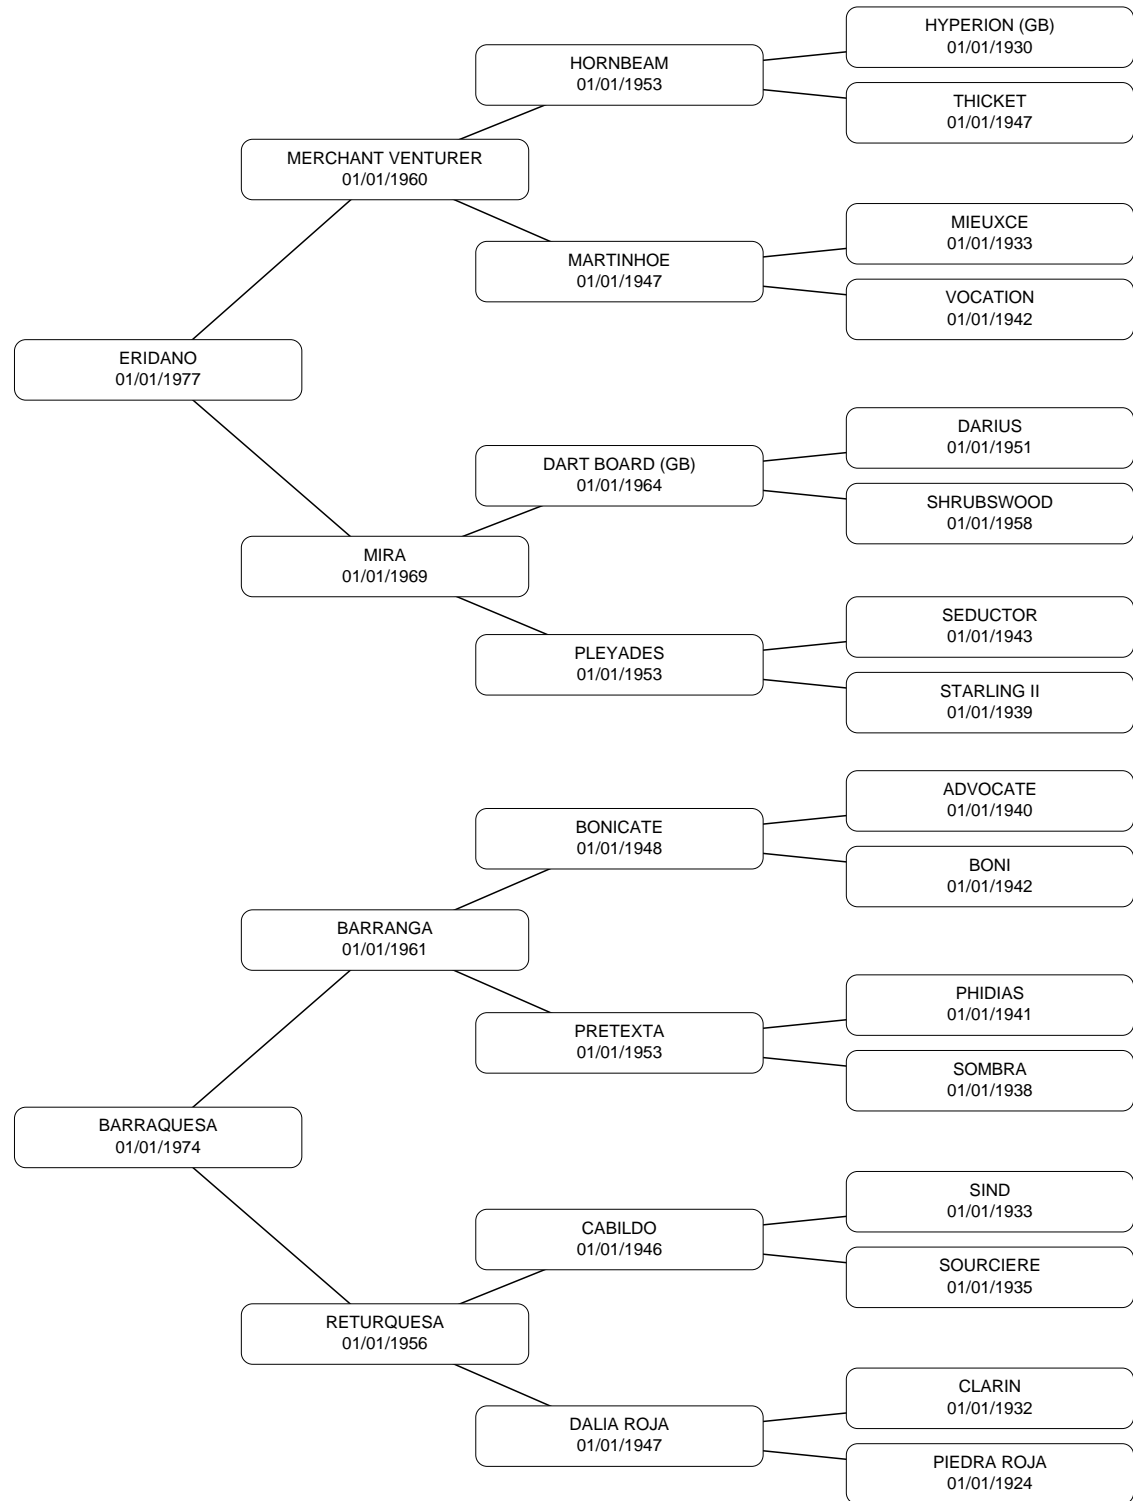 HYPERION (GB)
01/01/1930
HORNBEAM
01/01/1953
THICKET
01/01/1947
MERCHANT VENTURER
01/01/1960
MIEUXCE
01/01/1933
MARTINHOE
01/01/1947
VOCATION
01/01/1942
ERIDANO
01/01/1977
DARIUS
01/01/1951
DART BOARD (GB)
01/01/1964
SHRUBSWOOD
01/01/1958
MIRA
01/01/1969
SEDUCTOR
01/01/1943
PLEYADES
01/01/1953
STARLING II
01/01/1939
ADVOCATE
01/01/1940
BONICATE
01/01/1948
BONI
01/01/1942
BARRANGA
01/01/1961
PHIDIAS
01/01/1941
PRETEXTA
01/01/1953
SOMBRA
01/01/1938
BARRAQUESA
01/01/1974
SIND
01/01/1933
CABILDO
01/01/1946
SOURCIERE
01/01/1935
RETURQUESA
01/01/1956
CLARIN
01/01/1932
DALIA ROJA
01/01/1947
PIEDRA ROJA
01/01/1924